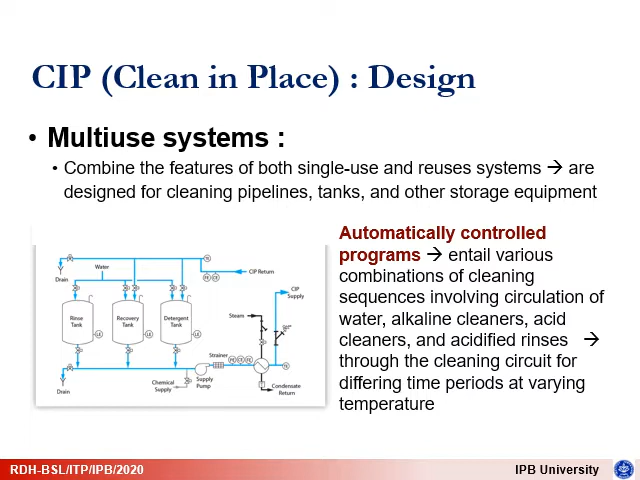 CIP (Clean in Place) : Design
• Multiuse systems :
• Combine the features of both single-use and reuses systems → are
designed for cleaning pipelines, tanks, and other storage equipment
Automatically controlled
programs → entail various
combinations of cleaning
sequences involving circulation of
water, alkaline cleaners, acid
cleaners, and acidified rinses →
through the cleaning circuit for
differing time periods at varying
temperature
Water
Drain
CIP Return
CIP
Supply
Rinse
Tank
Recovery
Tank
Detergent
Tank
Steam
Strainer
Drain
Chemical
Supply
Supply
Pump
Condensate
Return
RDH-BSL/ITP/IPB/2020
IPB University